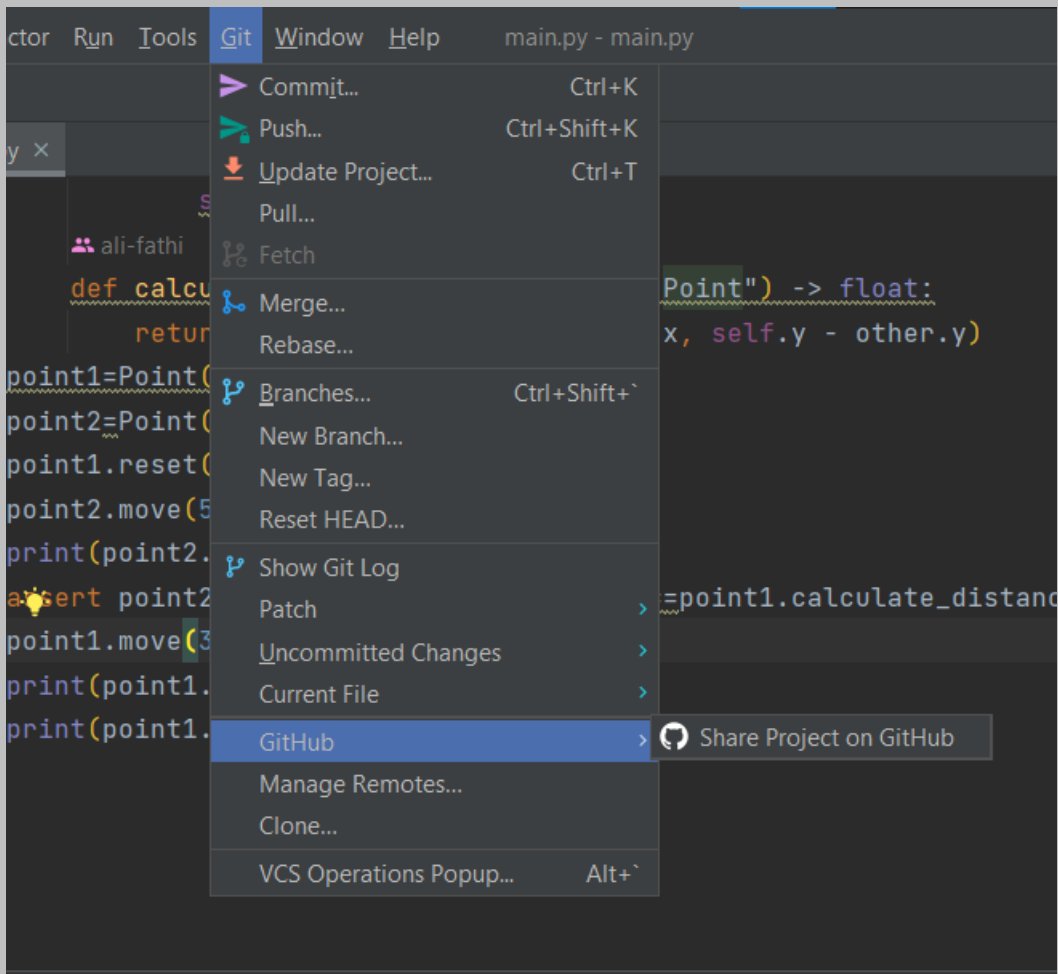 ctor Run Tools Git Window Help main.py - main.py
Commit... Ctrl+K
Push... Ctrl+Shift+K
y ×
Update Project... Ctrl+T
s
Pull...
ali-fathi
Fetch
def calcu Point") -> float:
Merge...
retur x, self.y - other.y)
Rebase...
point1=Point(
Branches... Ctrl+Shift+`
point2=Point(
New Branch...
point1.reset(
New Tag...
point2.move(5
Reset HEAD...
print(point2.
Show Git Log
assert point2 =point1.calculate_distanc
Patch
point1.move(3
Uncommitted Changes
print(point1.
Current File
print(point1.
GitHub Share Project on GitHub
Manage Remotes...
Clone...
VCS Operations Popup... Alt+`